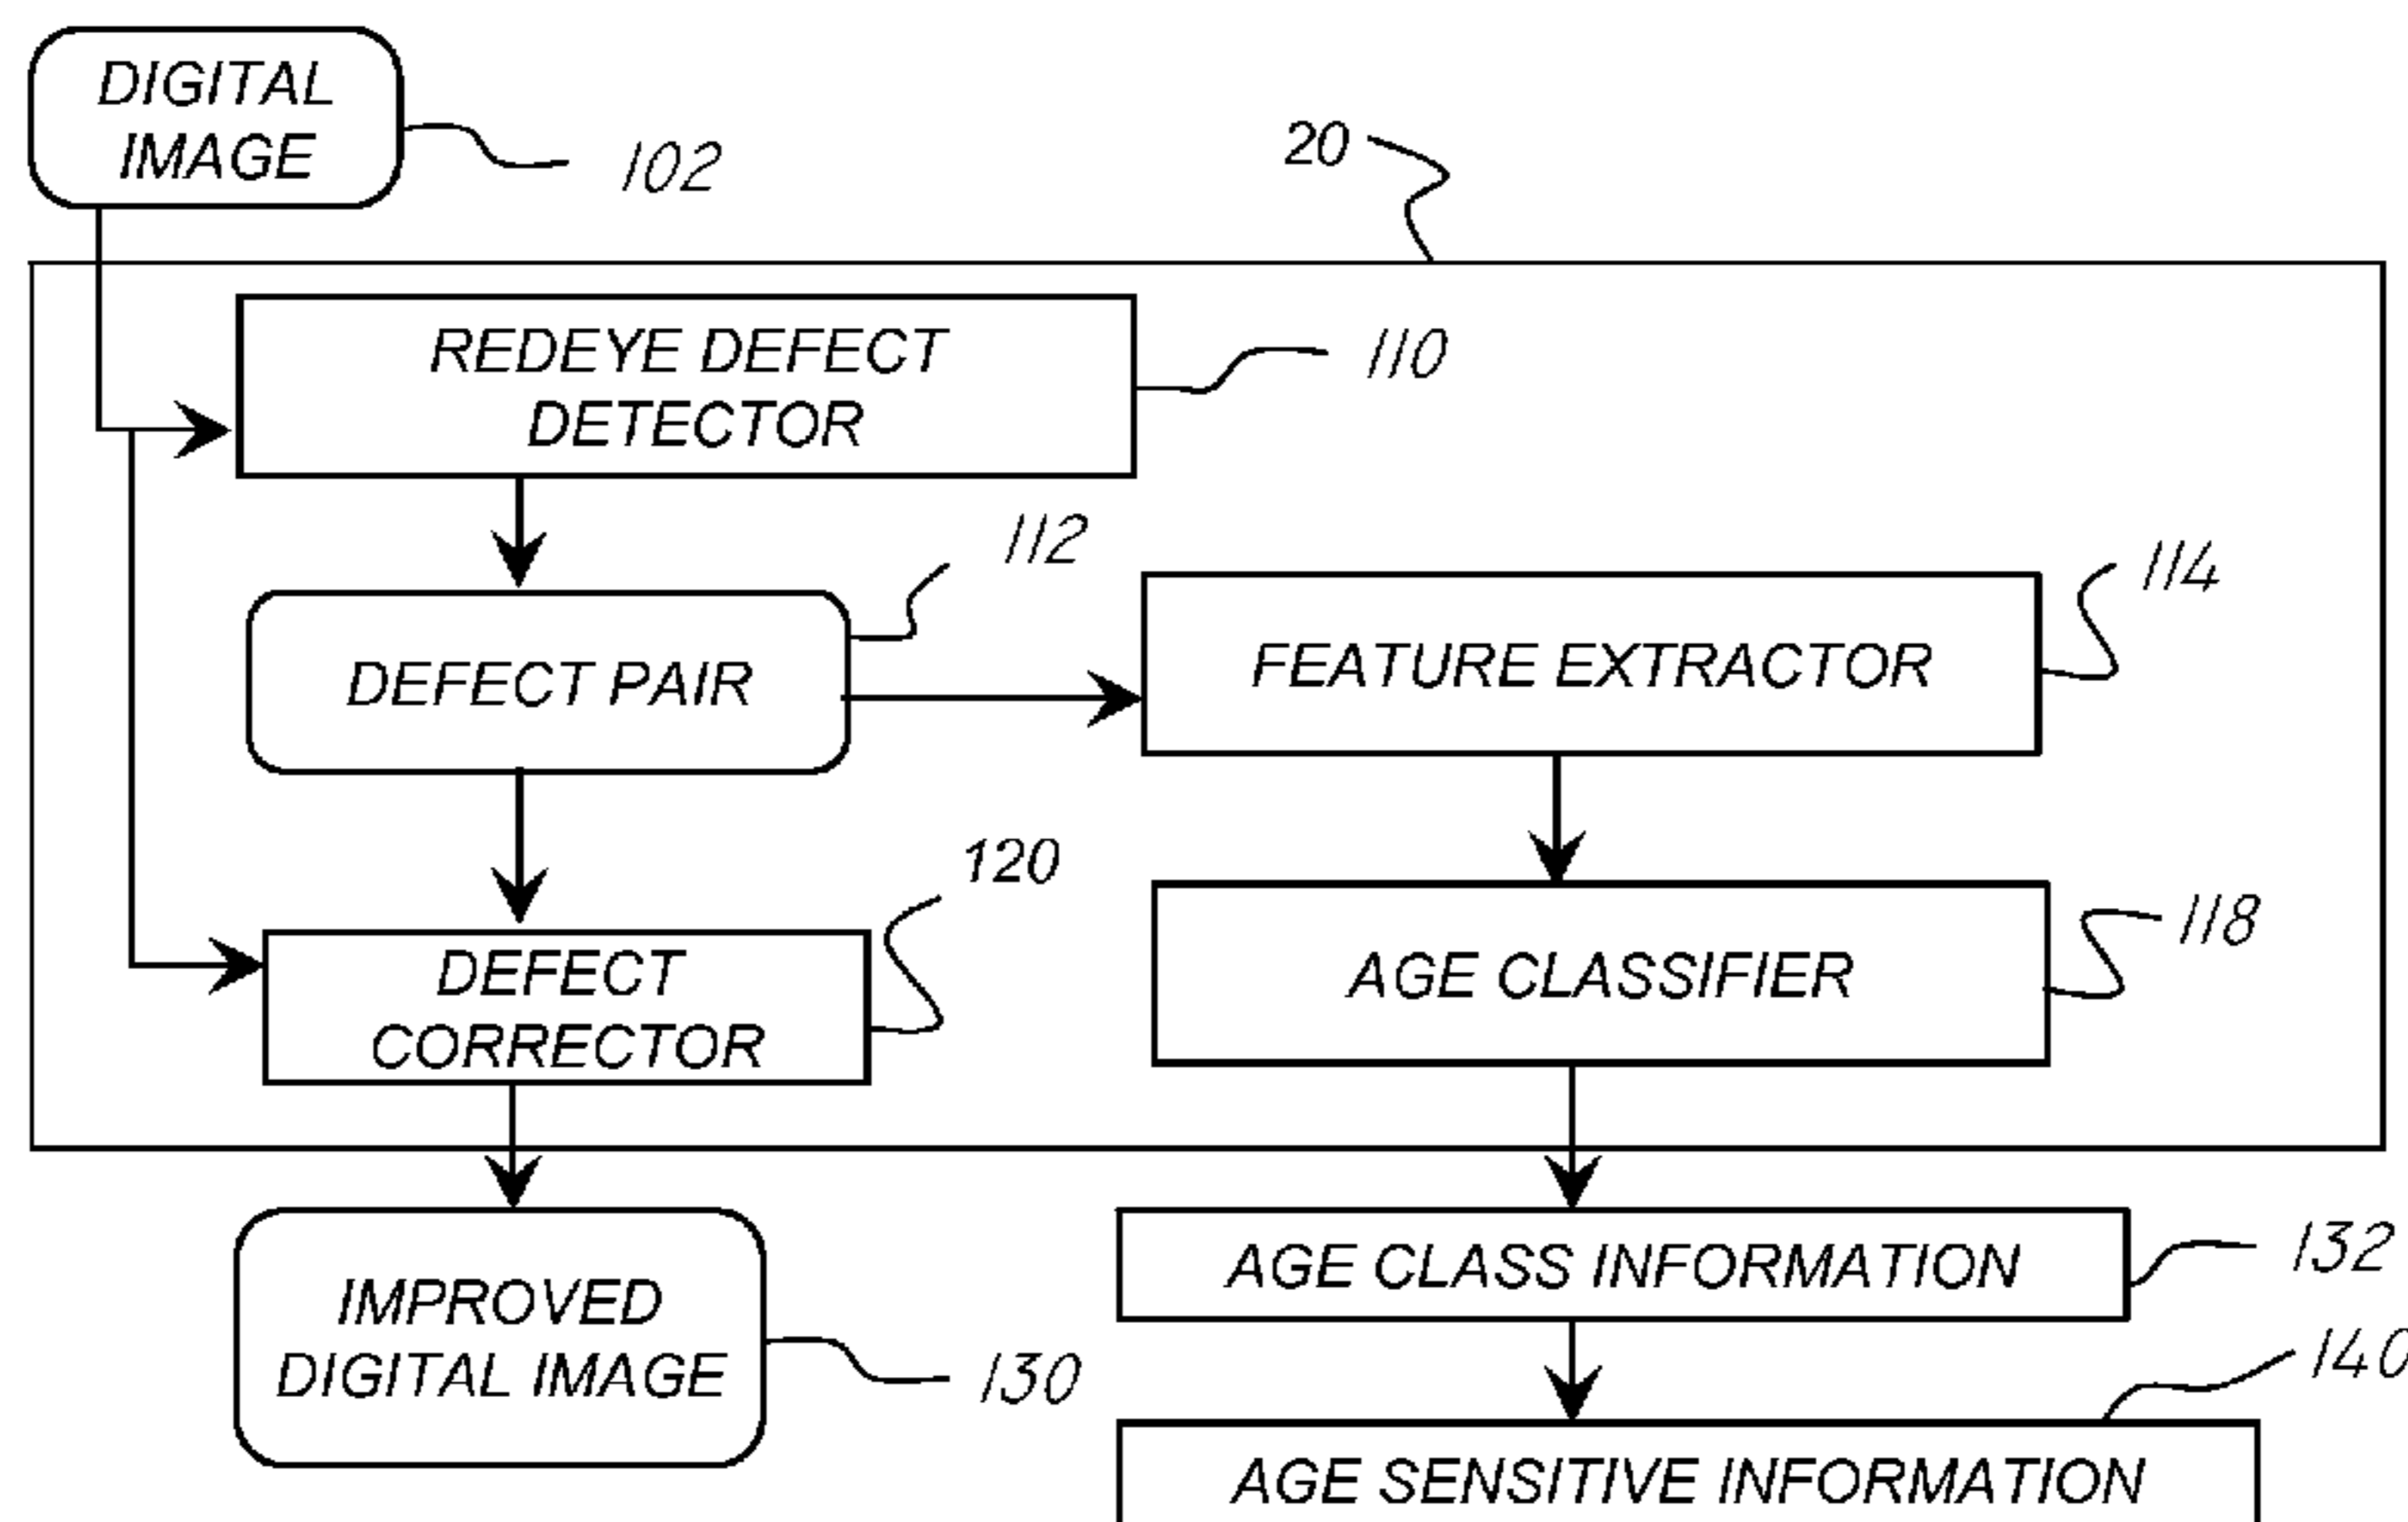 DIGITAL
IMAGE
102
20
REDEYE DEFECT
DETECTOR
110
112
114
DEFECT PAIR
FEATURE EXTRACTOR
120
118
DEFECT
CORRECTOR
AGE CLASSIFIER
IMPROVED
DIGITAL IMAGE
130
AGE CLASS INFORMATION
132
140
AGE SENSITIVE INFORMATION